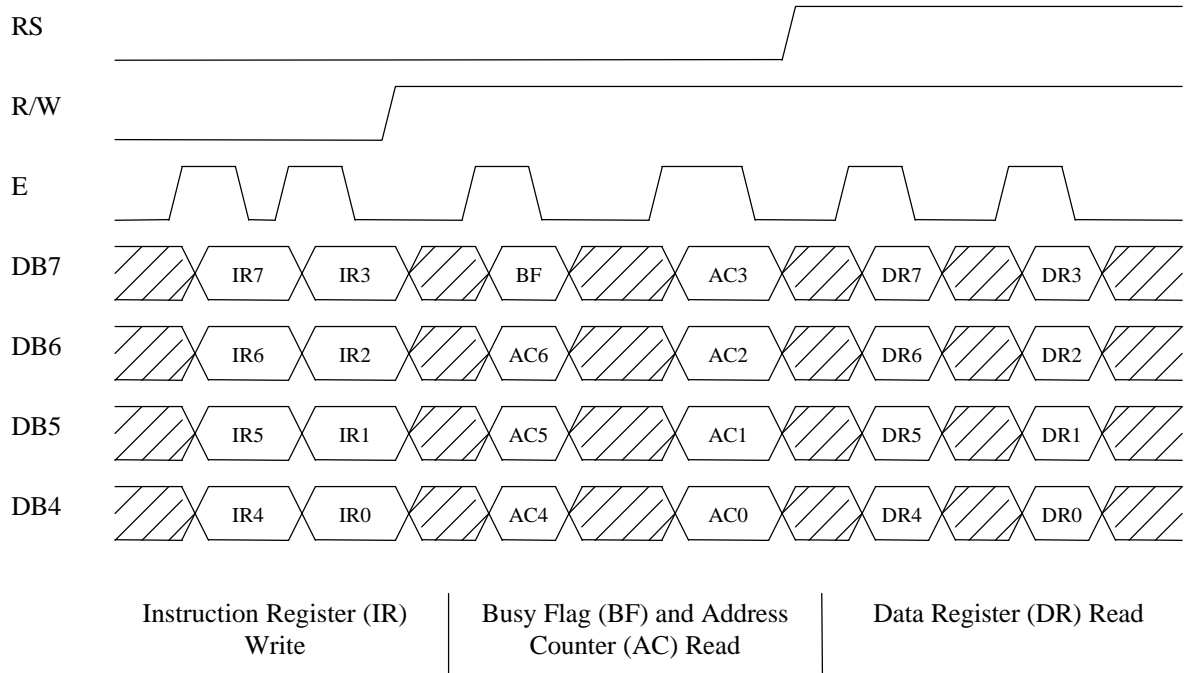 RS
R/W
E
DB7 IR7 IR3 BF AC3 DR7 DR3
DB6 IR6 IR2 AC6 AC2 DR6 DR2
DB5 IR5 IR1 AC5 AC1 DR5 DR1
DB4 IR4 IR0 AC4 AC0 DR4 DR0
Instruction Register (IR)
Write
Busy Flag (BF) and Address
Counter (AC) Read
Data Register (DR) Read